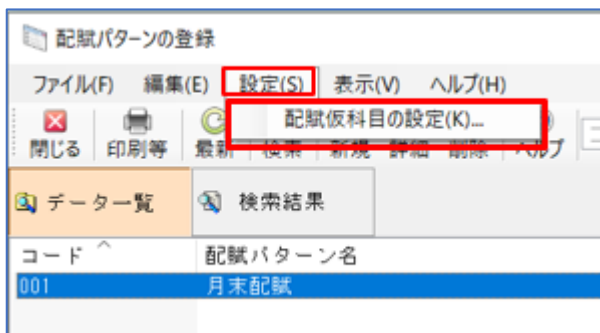 配賦パターンの登録
ファイル(F) 編集(E) 設定(S) 表示(V) ヘルプ(H)
配賦仮科目の設定(K)...
閉じる 印刷等 最新 検索 新規 詳細 削除 ヘルプ
データ一覧 検索結果
コード 配賦パターン名
001 月末配賦